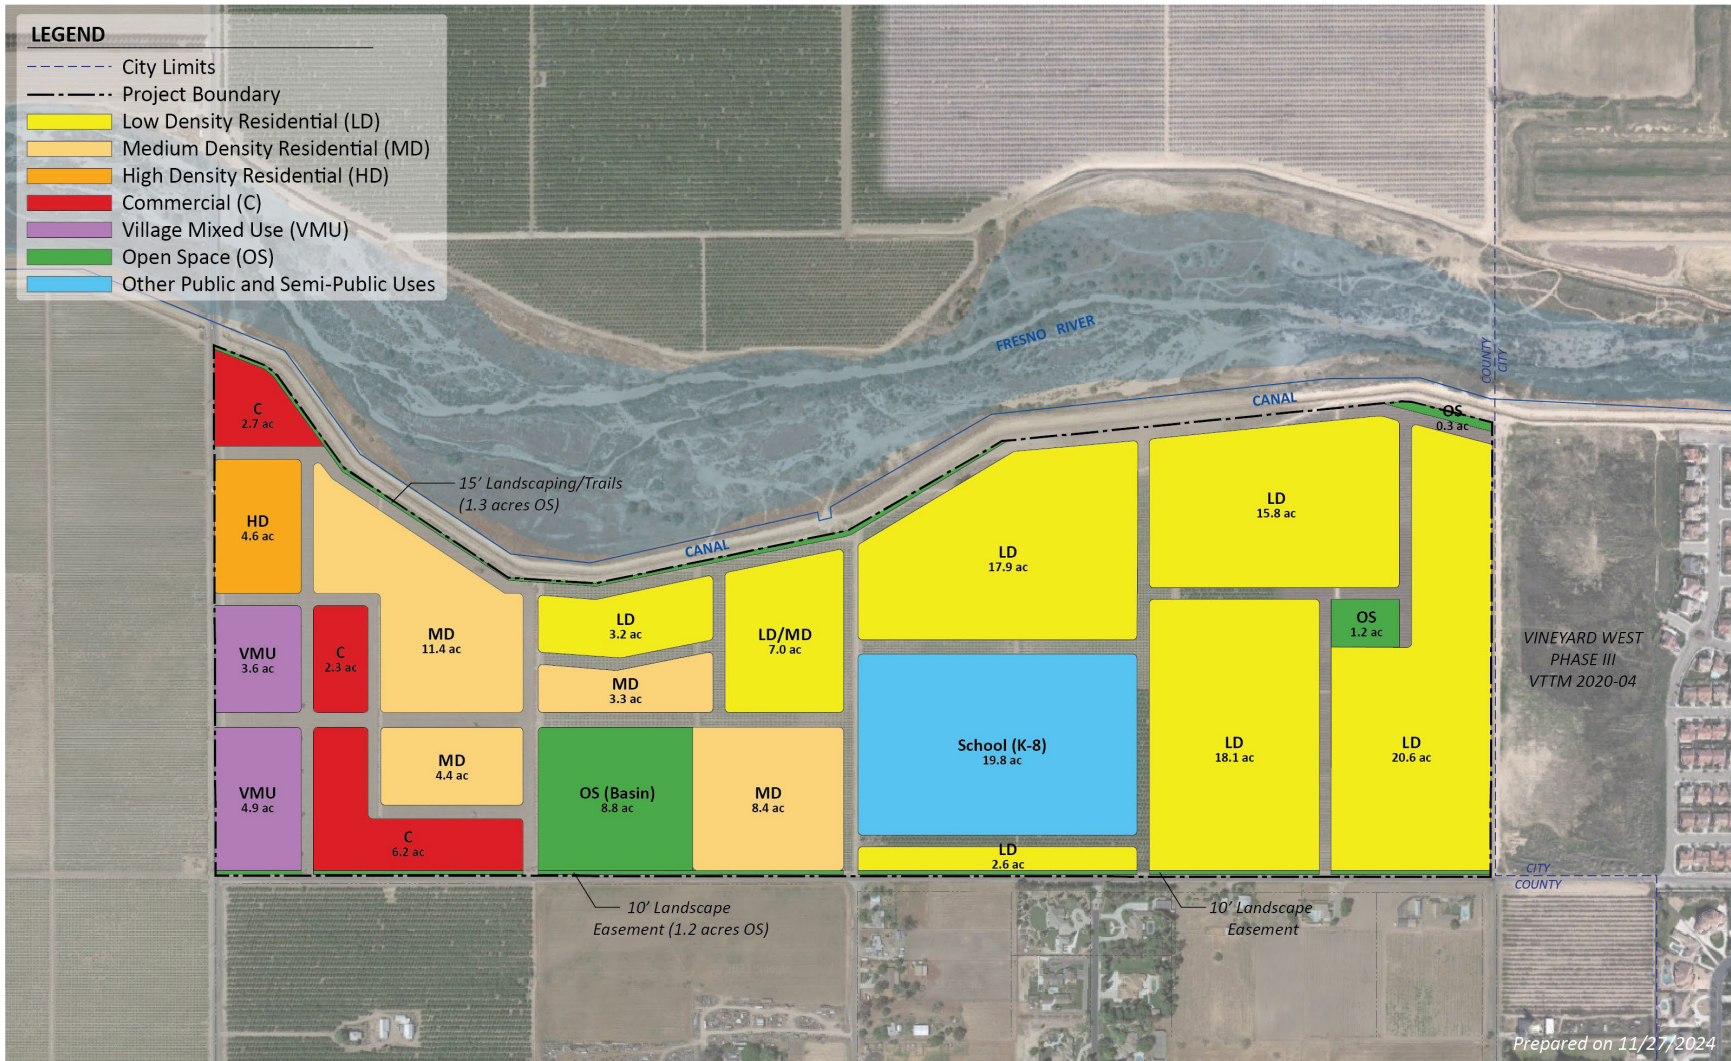 LEGEND
City Limits
Project Boundary
Low Density Residential (LD)
Medium Density Residential (MD)
High Density Residential (HD)
Commercial (C)
Village Mixed Use (VMU)
Open Space (OS)
Other Public and Semi-Public Uses
FRESNO RIVER
COUNTY
CITY
CANAL
OS
0.3 ac
C
2.7 ac
15' Landscaping/Trails
(1.3 acres OS)
HD
4.6 ac
CANAL
LD
17.9 ac
LD
15.8 ac
VMU
3.6 ac
C
2.3 ac
MD
11.4 ac
LD
3.2 ac
MD
3.3 ac
LD/MD
7.0 ac
OS
1.2 ac
VINEYARD WEST
PHASE III
VTTM 2020-04
VMU
4.9 ac
MD
4.4 ac
C
6.2 ac
OS (Basin)
8.8 ac
MD
8.4 ac
School (K-8)
19.8 ac
LD
18.1 ac
LD
20.6 ac
LD
2.6 ac
CITY
COUNTY
10' Landscape
Easement (1.2 acres OS)
10' Landscape
Easement
Prepared on 11/27/2024